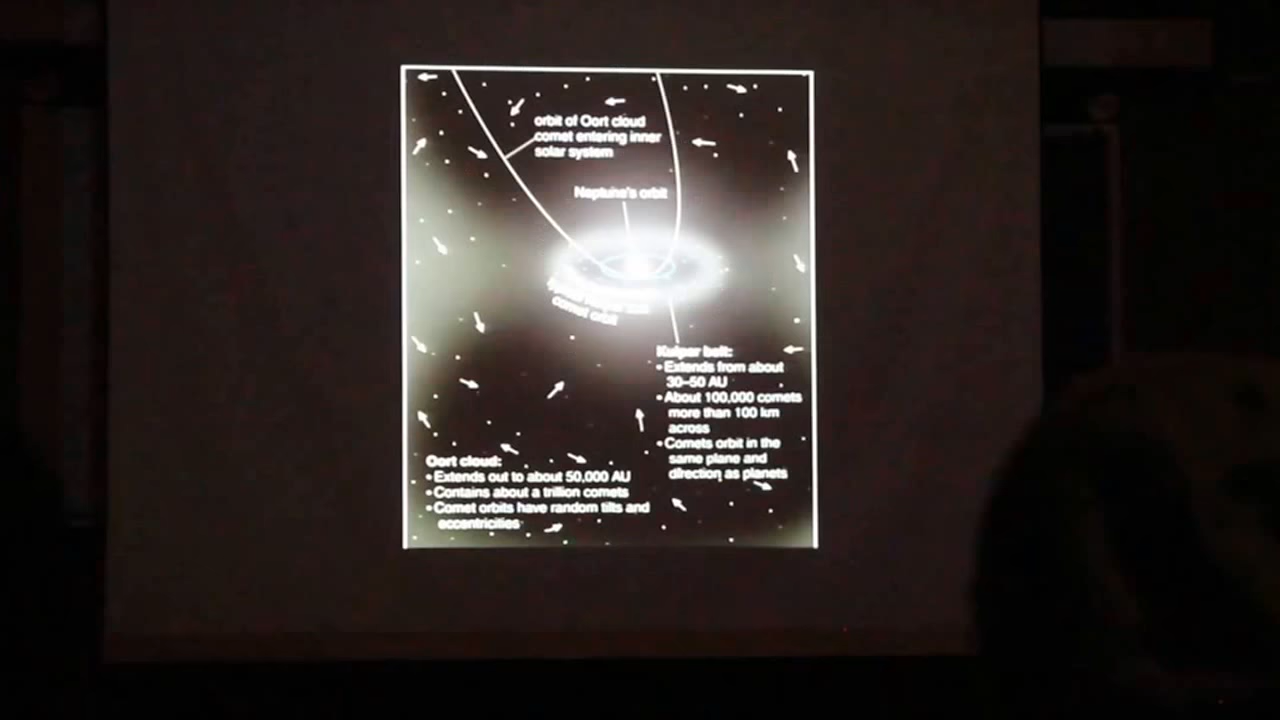 orbit of Oort cloud
comet entering inner
solar system
Neptune's orbit
comet orbit
Kuiper belt:
• Extends from about
30–50 AU
• About 100,000 comets
more than 100 km
across
• Comets orbit in the
same plane and
direction as planets
Oort cloud:
• Extends out to about 50,000 AU
• Contains about a trillion comets
• Comet orbits have random tilts and
eccentricities